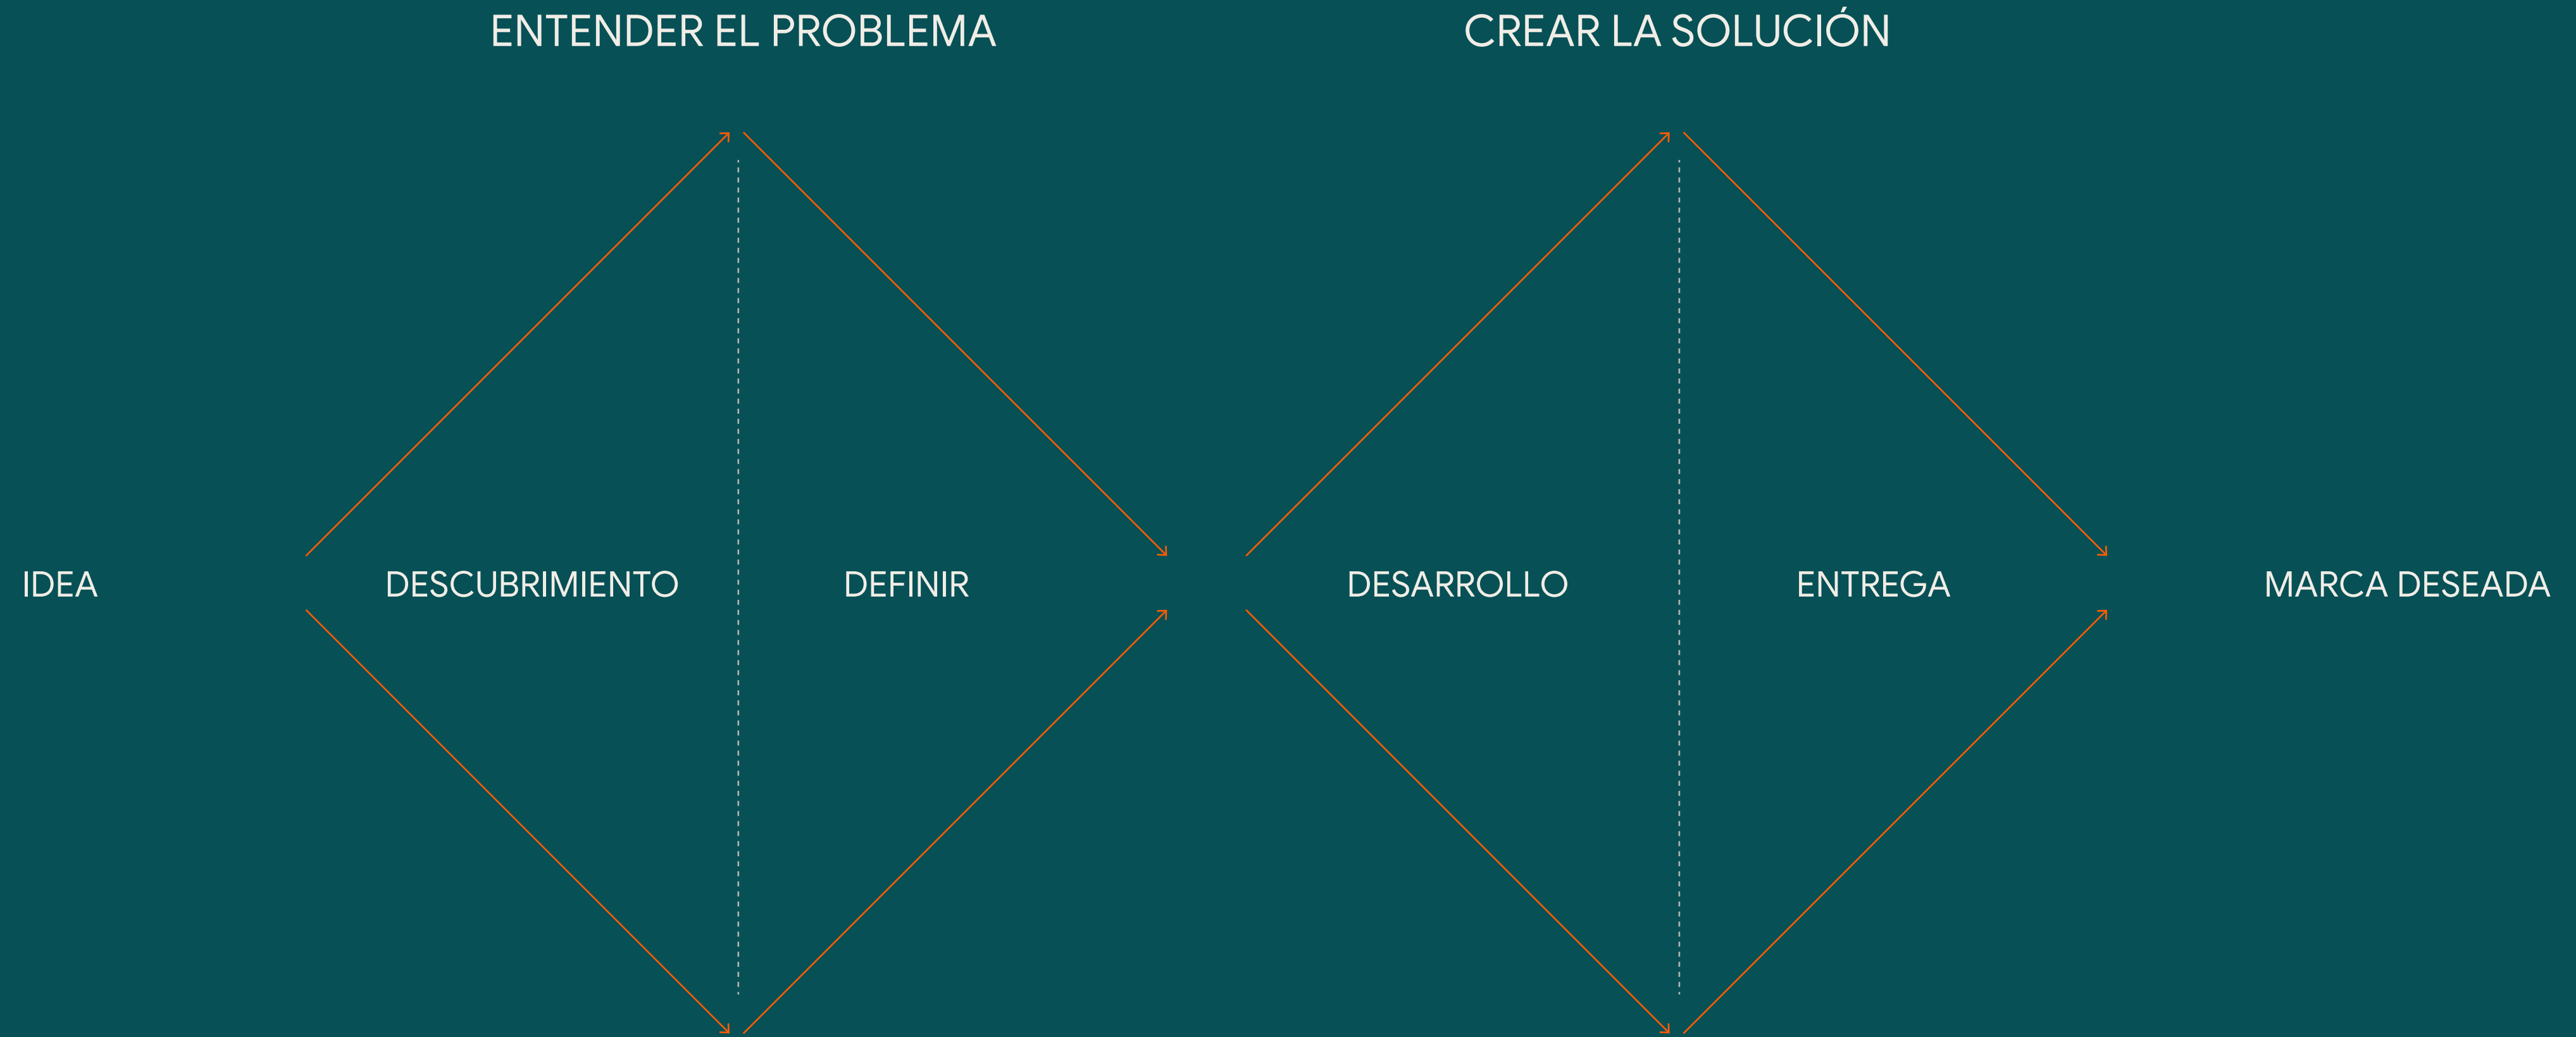 ENTENDER EL PROBLEMA
CREAR LA SOLUCIÓN
IDEA
DESCUBRIMIENTO
DEFINIR
DESARROLLO
ENTREGA
MARCA DESEADA